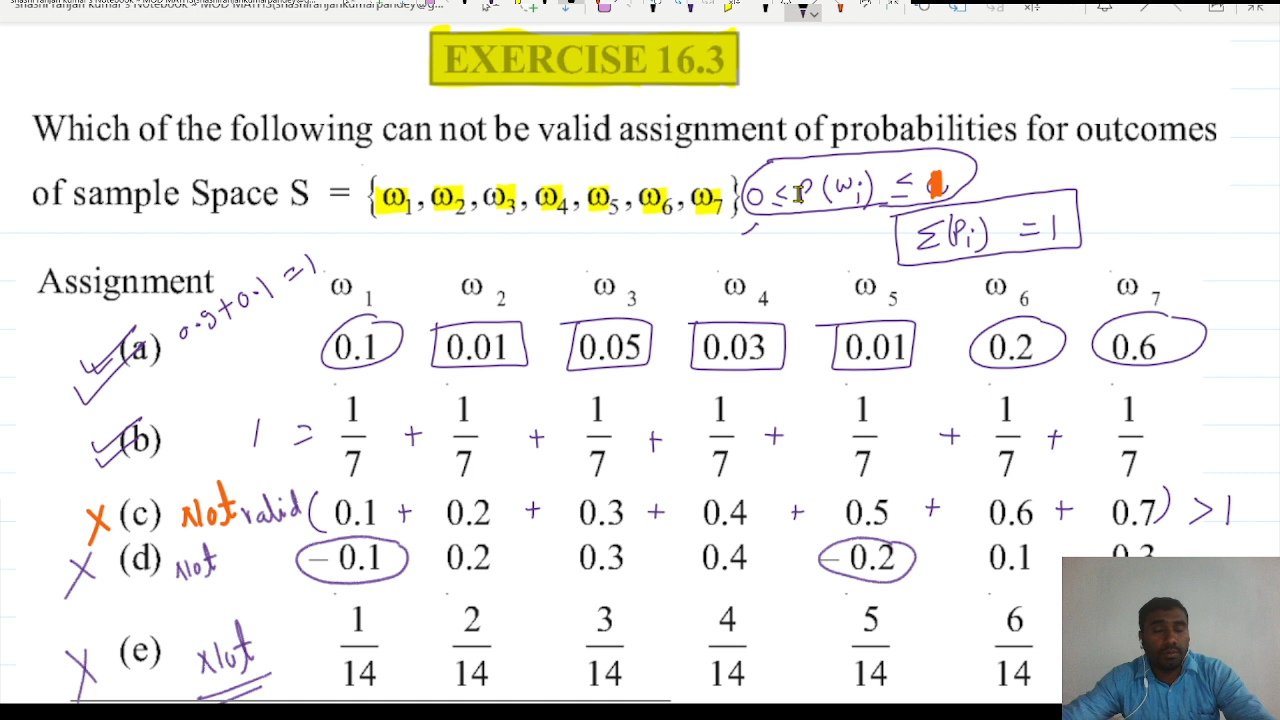 EXERCISE 16.3
Which of the following can not be valid assignment of probabilities for outcomes
of sample Space S = {ω1, ω2, ω3, ω4, ω5, ω6, ω7} 0 ≤ P(wi) ≤
Σ(Pi) = 1
Assignment ω1 ω2 ω3 ω4 ω5 ω6 ω7
0.9+0.1=1
(a) 0.1 0.01 0.05 0.03 0.01 0.2 0.6
(b) 1 = 1/7 + 1/7 + 1/7 + 1/7 + 1/7 + 1/7 + 1/7
X (c) Not valid (0.1 + 0.2 + 0.3 + 0.4 + 0.5 + 0.6 + 0.7) > 1
X (d) Not – 0.1 0.2 0.3 0.4 – 0.2 0.1
X (e) Not 1/14 2/14 3/14 4/14 5/14 6/14